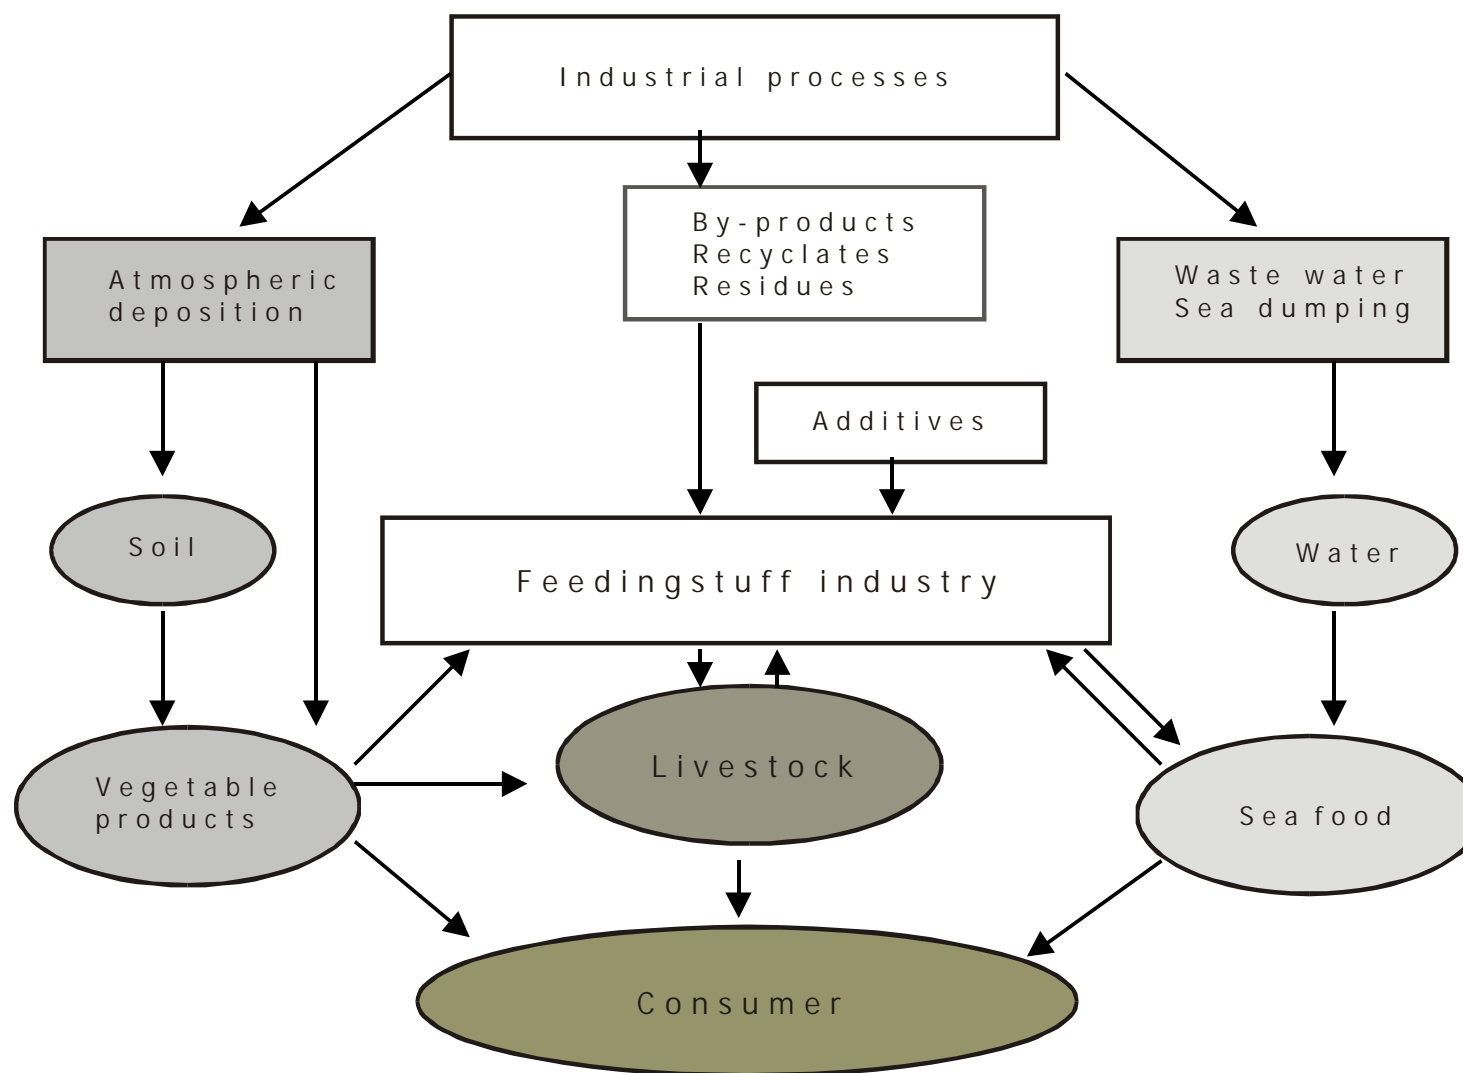 Industrial processes
By-products
Recyclates
Residues
Atmospheric
deposition
Waste water
Sea dumping
Additives
Soil
Water
Feedingstuff industry
Livestock
Vegetable
products
Sea food
Consumer